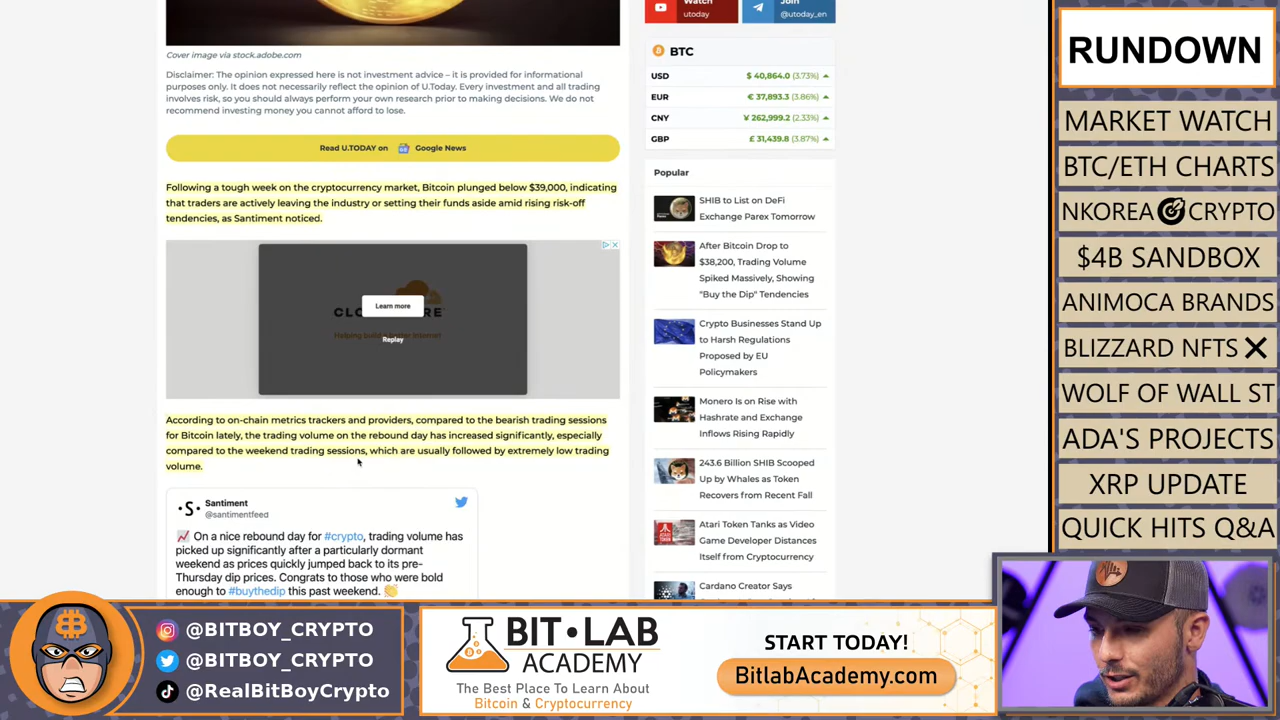 Cover image via stock.adobe.com
Disclaimer: The opinion expressed here is not investment advice – it is provided for informational
purposes only. It does not necessarily reflect the opinion of U.Today. Every investment and all trading
involves risk, so you should always perform your own research prior to making decisions. We do not
recommend investing money you cannot afford to lose.
Read U.TODAY on Google News
Following a tough week on the cryptocurrency market, Bitcoin plunged below $39,000, indicating
that traders are actively leaving the industry or setting their funds aside amid rising risk-off
tendencies, as Santiment noticed.
Learn more
Replay
According to on-chain metrics trackers and providers, compared to the bearish trading sessions
for Bitcoin lately, the trading volume on the rebound day has increased significantly, especially
compared to the weekend trading sessions, which are usually followed by extremely low trading
volume.
Santiment
@santimentfeed
📈 On a nice rebound day for #crypto, trading volume has
picked up significantly after a particularly dormant
weekend as prices quickly jumped back to its pre-
Thursday dip prices. Congrats to those who were bold
enough to #buythedip this past weekend. 👏
Watch
utoday
Join
@utoday_en
BTC
USD $ 40,864.0 (3.73%)
EUR € 37,893.3 (3.86%)
CNY ¥ 262,999.2 (2.33%)
GBP £ 31,439.8 (3.87%)
Popular
SHIB to List on DeFi
Exchange Parex Tomorrow
After Bitcoin Drop to
$38,200, Trading Volume
Spiked Massively, Showing
"Buy the Dip" Tendencies
Crypto Businesses Stand Up
to Harsh Regulations
Proposed by EU
Policymakers
Monero Is on Rise with
Hashrate and Exchange
Inflows Rising Rapidly
243.6 Billion SHIB Scooped
Up by Whales as Token
Recovers from Recent Fall
Atari Token Tanks as Video
Game Developer Distances
Itself from Cryptocurrency
Cardano Creator Says
RUNDOWN
MARKET WATCH
BTC/ETH CHARTS
NKOREA CRYPTO
$4B SANDBOX
ANIMOCA BRANDS
BLIZZARD NFTS
WOLF OF WALL ST
ADA'S PROJECTS
XRP UPDATE
QUICK HITS Q&A
@BITBOY_CRYPTO
@BITBOY_CRYPTO
@RealBitBoyCrypto
BIT•LAB
ACADEMY
The Best Place To Learn About
Bitcoin & Cryptocurrency
START TODAY!
BitlabAcademy.com